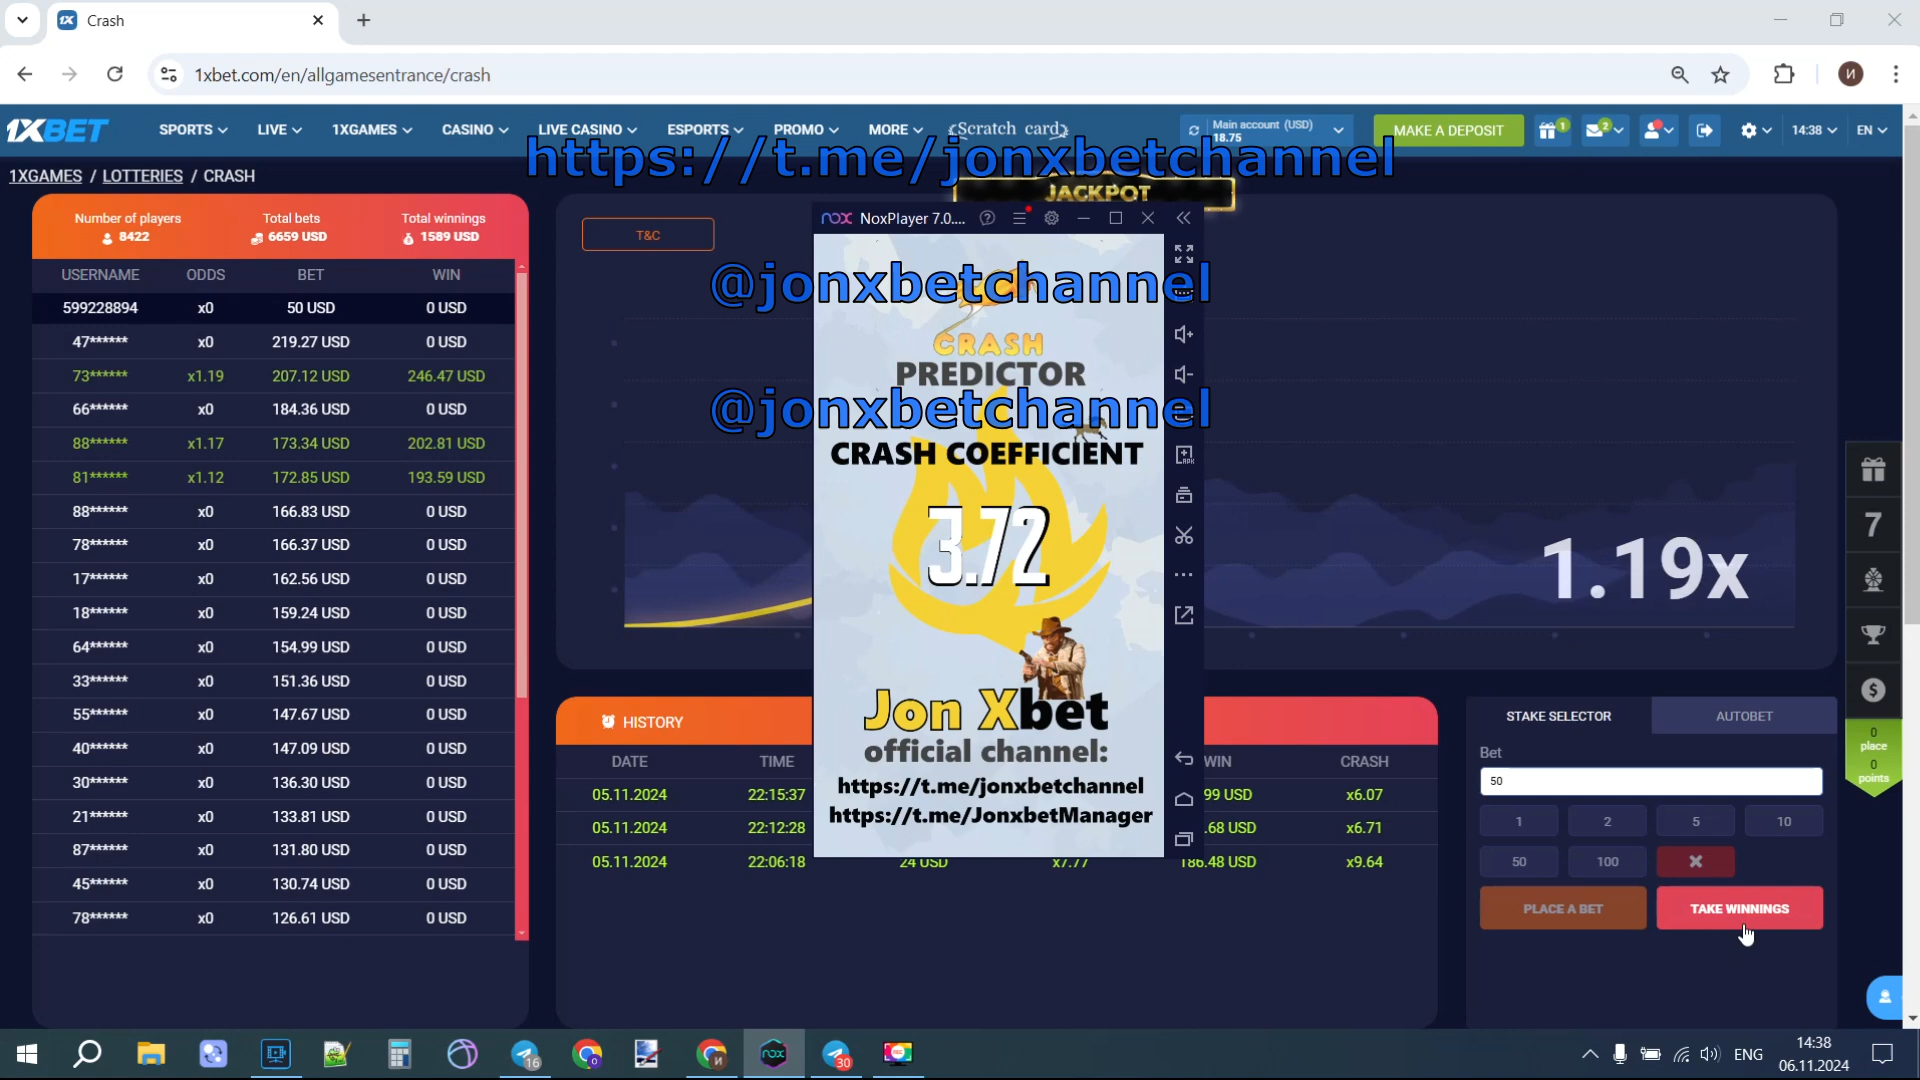 Crash
1xbet.com/en/allgamesentrance/crash
И
1XBET
SPORTS
LIVE
1XGAMES
CASINO
LIVE CASINO
ESPORTS
PROMO
MORE
Scratch card
Main account (USD)
18.75
MAKE A DEPOSIT
1
2
14:38
EN
https://t.me/jonxbetchannel
1XGAMES / LOTTERIES / CRASH
JACKPOT
Number of players
8422
Total bets
6659 USD
Total winnings
1589 USD
T&C
USERNAME ODDS BET WIN
599228894 x0 50 USD 0 USD
47****** x0 219.27 USD 0 USD
73****** x1.19 207.12 USD 246.47 USD
66****** x0 184.36 USD 0 USD
88****** x1.17 173.34 USD 202.81 USD
81****** x1.12 172.85 USD 193.59 USD
88****** x0 166.83 USD 0 USD
78****** x0 166.37 USD 0 USD
17****** x0 162.56 USD 0 USD
18****** x0 159.24 USD 0 USD
64****** x0 154.99 USD 0 USD
33****** x0 151.36 USD 0 USD
55****** x0 147.67 USD 0 USD
40****** x0 147.09 USD 0 USD
30****** x0 136.30 USD 0 USD
21****** x0 133.81 USD 0 USD
87****** x0 131.80 USD 0 USD
45****** x0 130.74 USD 0 USD
78****** x0 126.61 USD 0 USD
nox NoxPlayer 7.0....
@jonxbetchannel
CRASH
PREDICTOR
@jonxbetchannel
CRASH COEFFICIENT
3.72
Jon Xbet
official channel:
https://t.me/jonxbetchannel
https://t.me/JonxbetManager
1.19x
HISTORY
DATE TIME WIN CRASH
05.11.2024 22:15:37 99 USD x6.07
05.11.2024 22:12:28 .68 USD x6.71
05.11.2024 22:06:18 24 USD x7.77 186.48 USD x9.64
STAKE SELECTOR
AUTOBET
Bet
50
1 2 5 10
50 100
PLACE A BET
TAKE WINNINGS
7
0
place
0
points
16
nox
30
ENG
14:38
06.11.2024